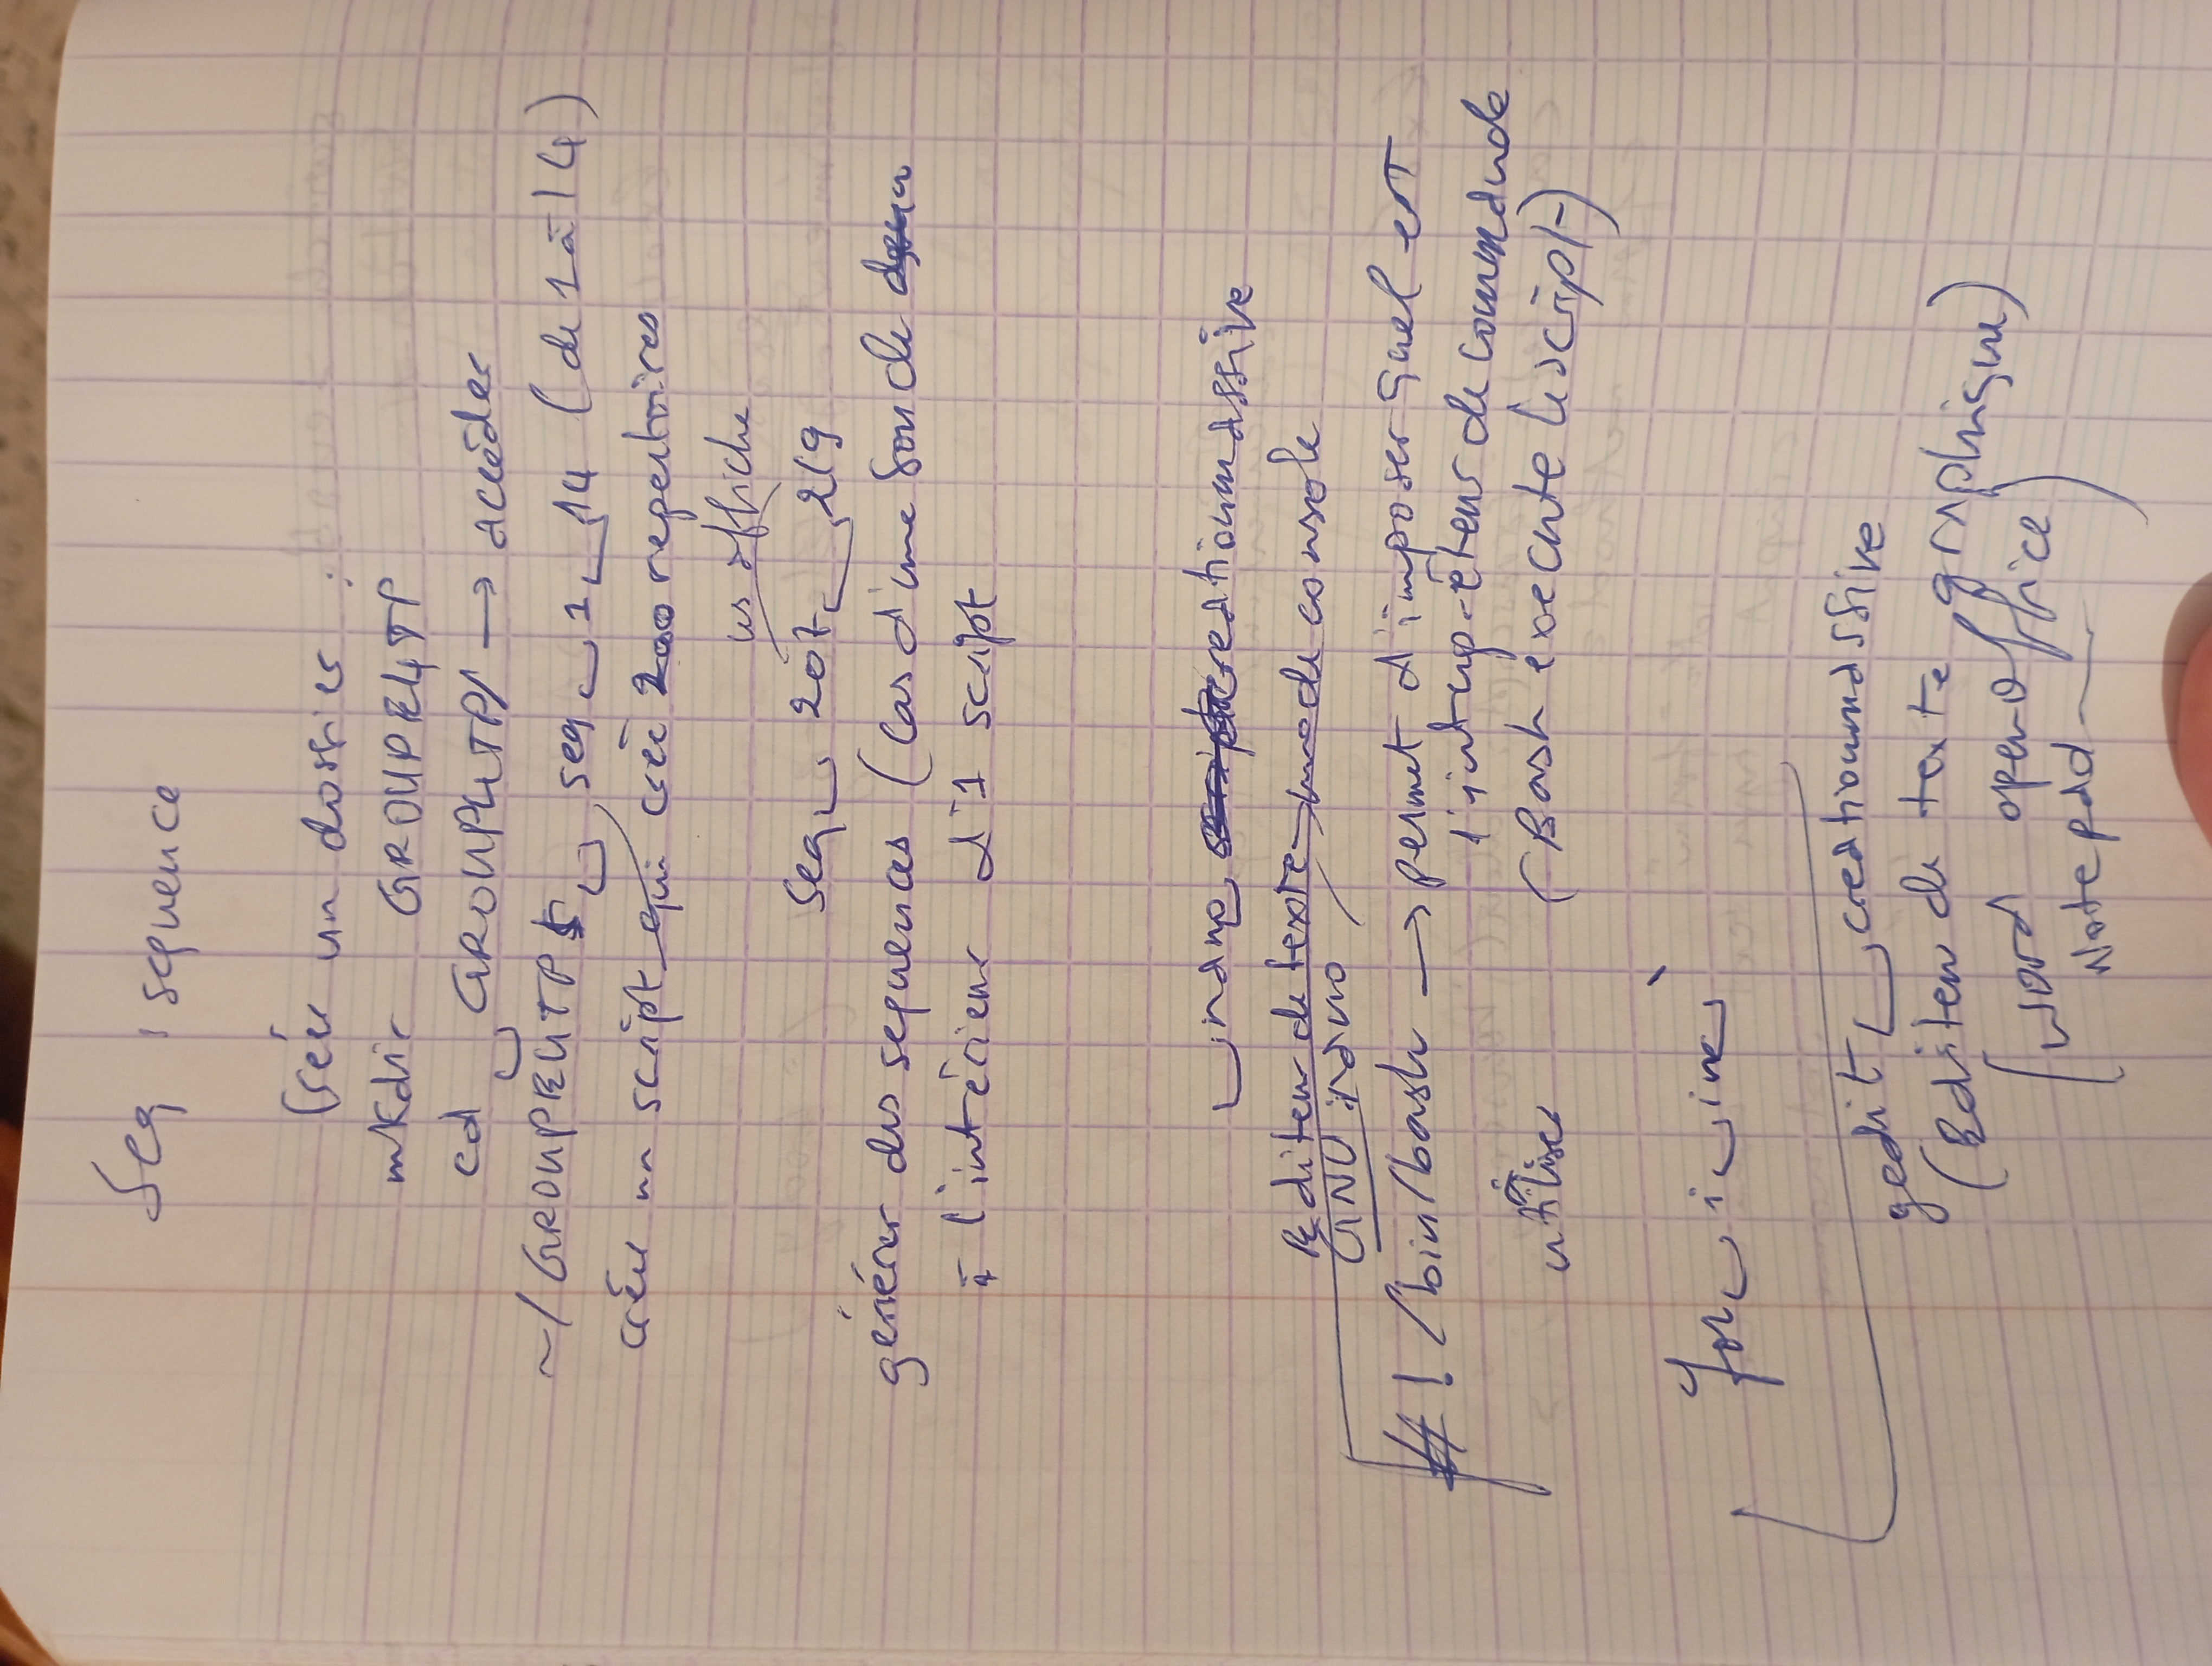 Seq : sequence
Créer un dossier :
mkdir GROUPE4TP
cd ␣ GROUP4TP/ → accéder
~/GROUPE4TP$ ␣ seq ␣ 1 ␣ 14 (de 1 à 14)
créer un script qui crée 200 repertoires
les affiche
Seq ␣ 207 ␣ 219
générer des sequences (Cas d'une boucle
à l'intérieur d'1 script
␣ nano ␣ creationmassive
Editeur de texte → mode console
GNU nano
#! /bin/bash → permet d'imposer quel est
l'interpréteur de commande
utiliser (Bash éxecute le script)
for ␣ i ␣ in ␣ `
gedit ␣ creationmassive
(Editeur de texte graphique)
(Word openOffice
Notepad —)